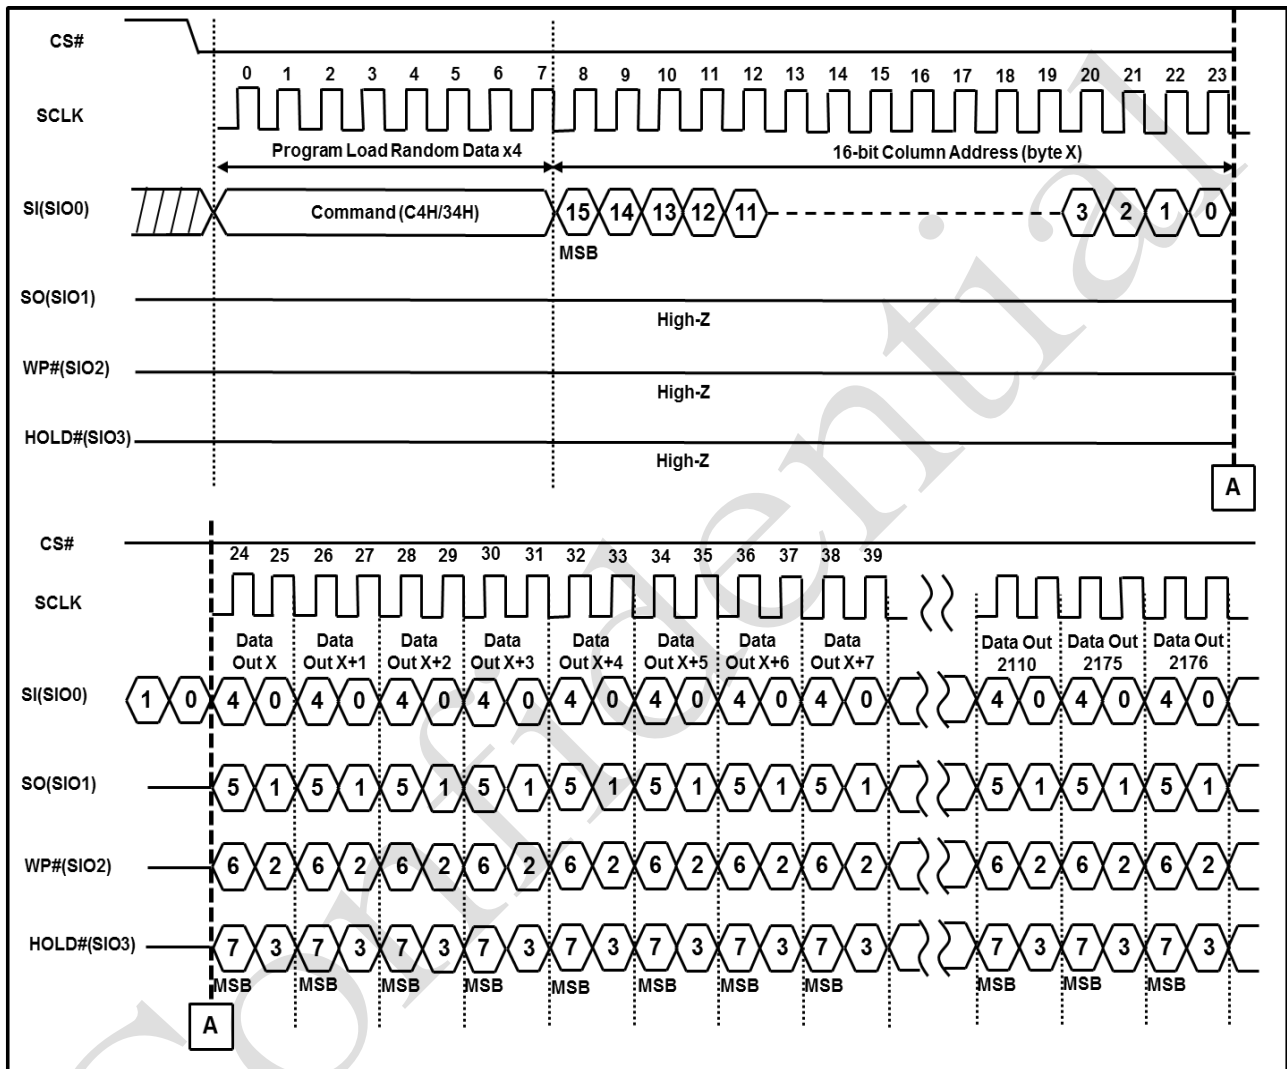 CS#
0 1 2 3 4 5 6 7 8 9 10 11 12 13 14 15 16 17 18 19 20 21 22 23
SCLK
Program Load Random Data x4 16-bit Column Address (byte X)
SI(SIO0) Command (C4H/34H) 15 14 13 12 11 3 2 1 0
MSB
SO(SIO1)
High-Z
WP#(SIO2)
High-Z
HOLD#(SIO3)
High-Z
A
CS#
24 25 26 27 28 29 30 31 32 33 34 35 36 37 38 39
SCLK
Data Data Data Data Data Data Data Data Data Out Data Out Data Out
Out X Out X+1 Out X+2 Out X+3 Out X+4 Out X+5 Out X+6 Out X+7 2110 2175 2176
SI(SIO0) 1 0 4 0 4 0 4 0 4 0 4 0 4 0 4 0 4 0 4 0 4 0 4 0
SO(SIO1) 5 1 5 1 5 1 5 1 5 1 5 1 5 1 5 1 5 1 5 1 5 1
WP#(SIO2) 6 2 6 2 6 2 6 2 6 2 6 2 6 2 6 2 6 2 6 2 6 2
HOLD#(SIO3) 7 3 7 3 7 3 7 3 7 3 7 3 7 3 7 3 7 3 7 3 7 3
MSB MSB MSB MSB MSB MSB MSB MSB MSB MSB MSB
A
Confidential